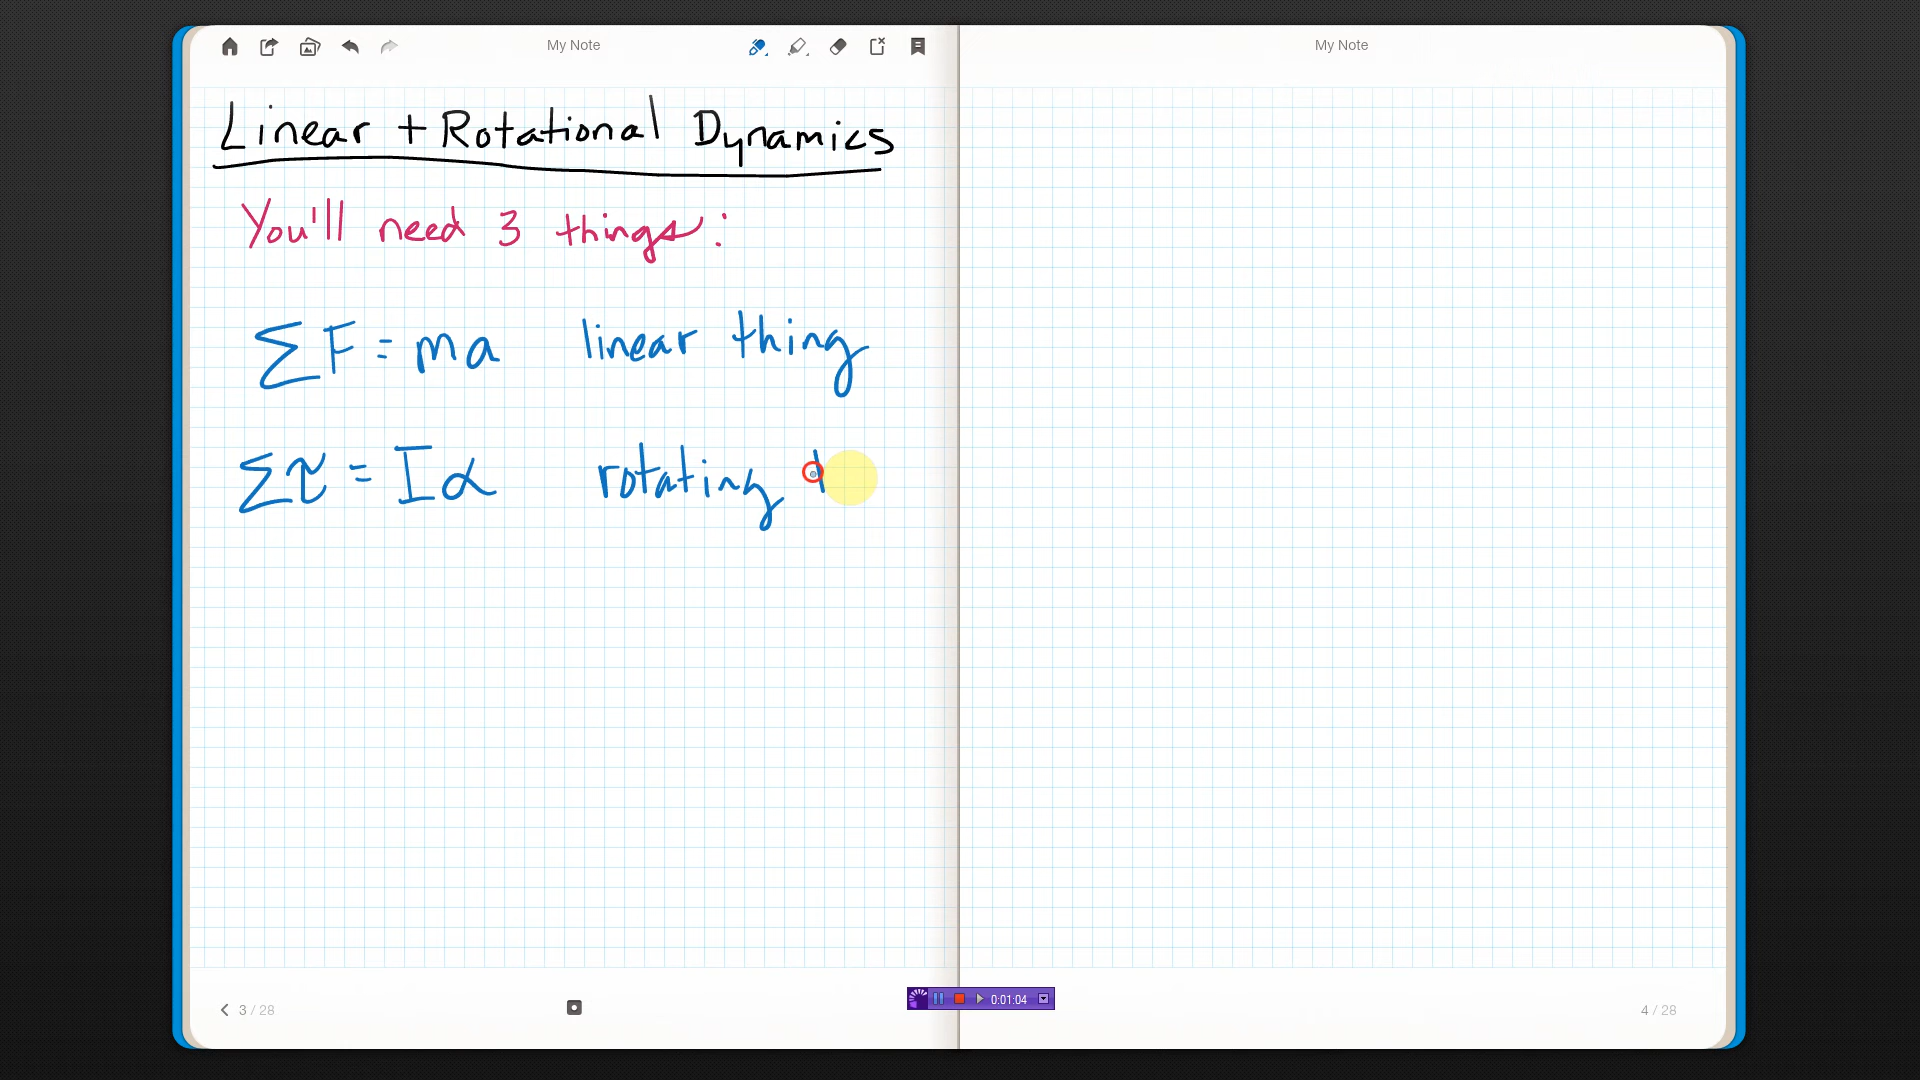 My Note
My Note
Linear + Rotational Dynamics
You'll need 3 things:
ΣF = ma linear thing
Στ = Iα rotating t
3 / 28
0:01:04
4 / 28